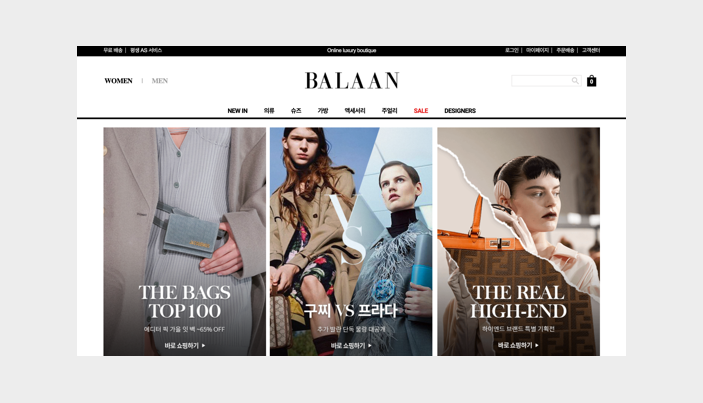 무료 배송 | 평생 AS 서비스
Online luxury boutique
로그인 | 마이페이지 | 주문배송 | 고객센터
WOMEN | MEN
BALAAN
0
NEW IN 의류 슈즈 가방 액세서리 주얼리 SALE DESIGNERS
THE BAGS
TOP 100
에디터 픽 가을 잇 백 ~65% OFF
바로 쇼핑하기 ▶
VS
구찌 VS 프라다
추가 발란 단독 물량 대공개
바로 쇼핑하기 ▶
THE REAL
HIGH-END
하이엔드 브랜드 특별 기획전
바로 쇼핑하기 ▶